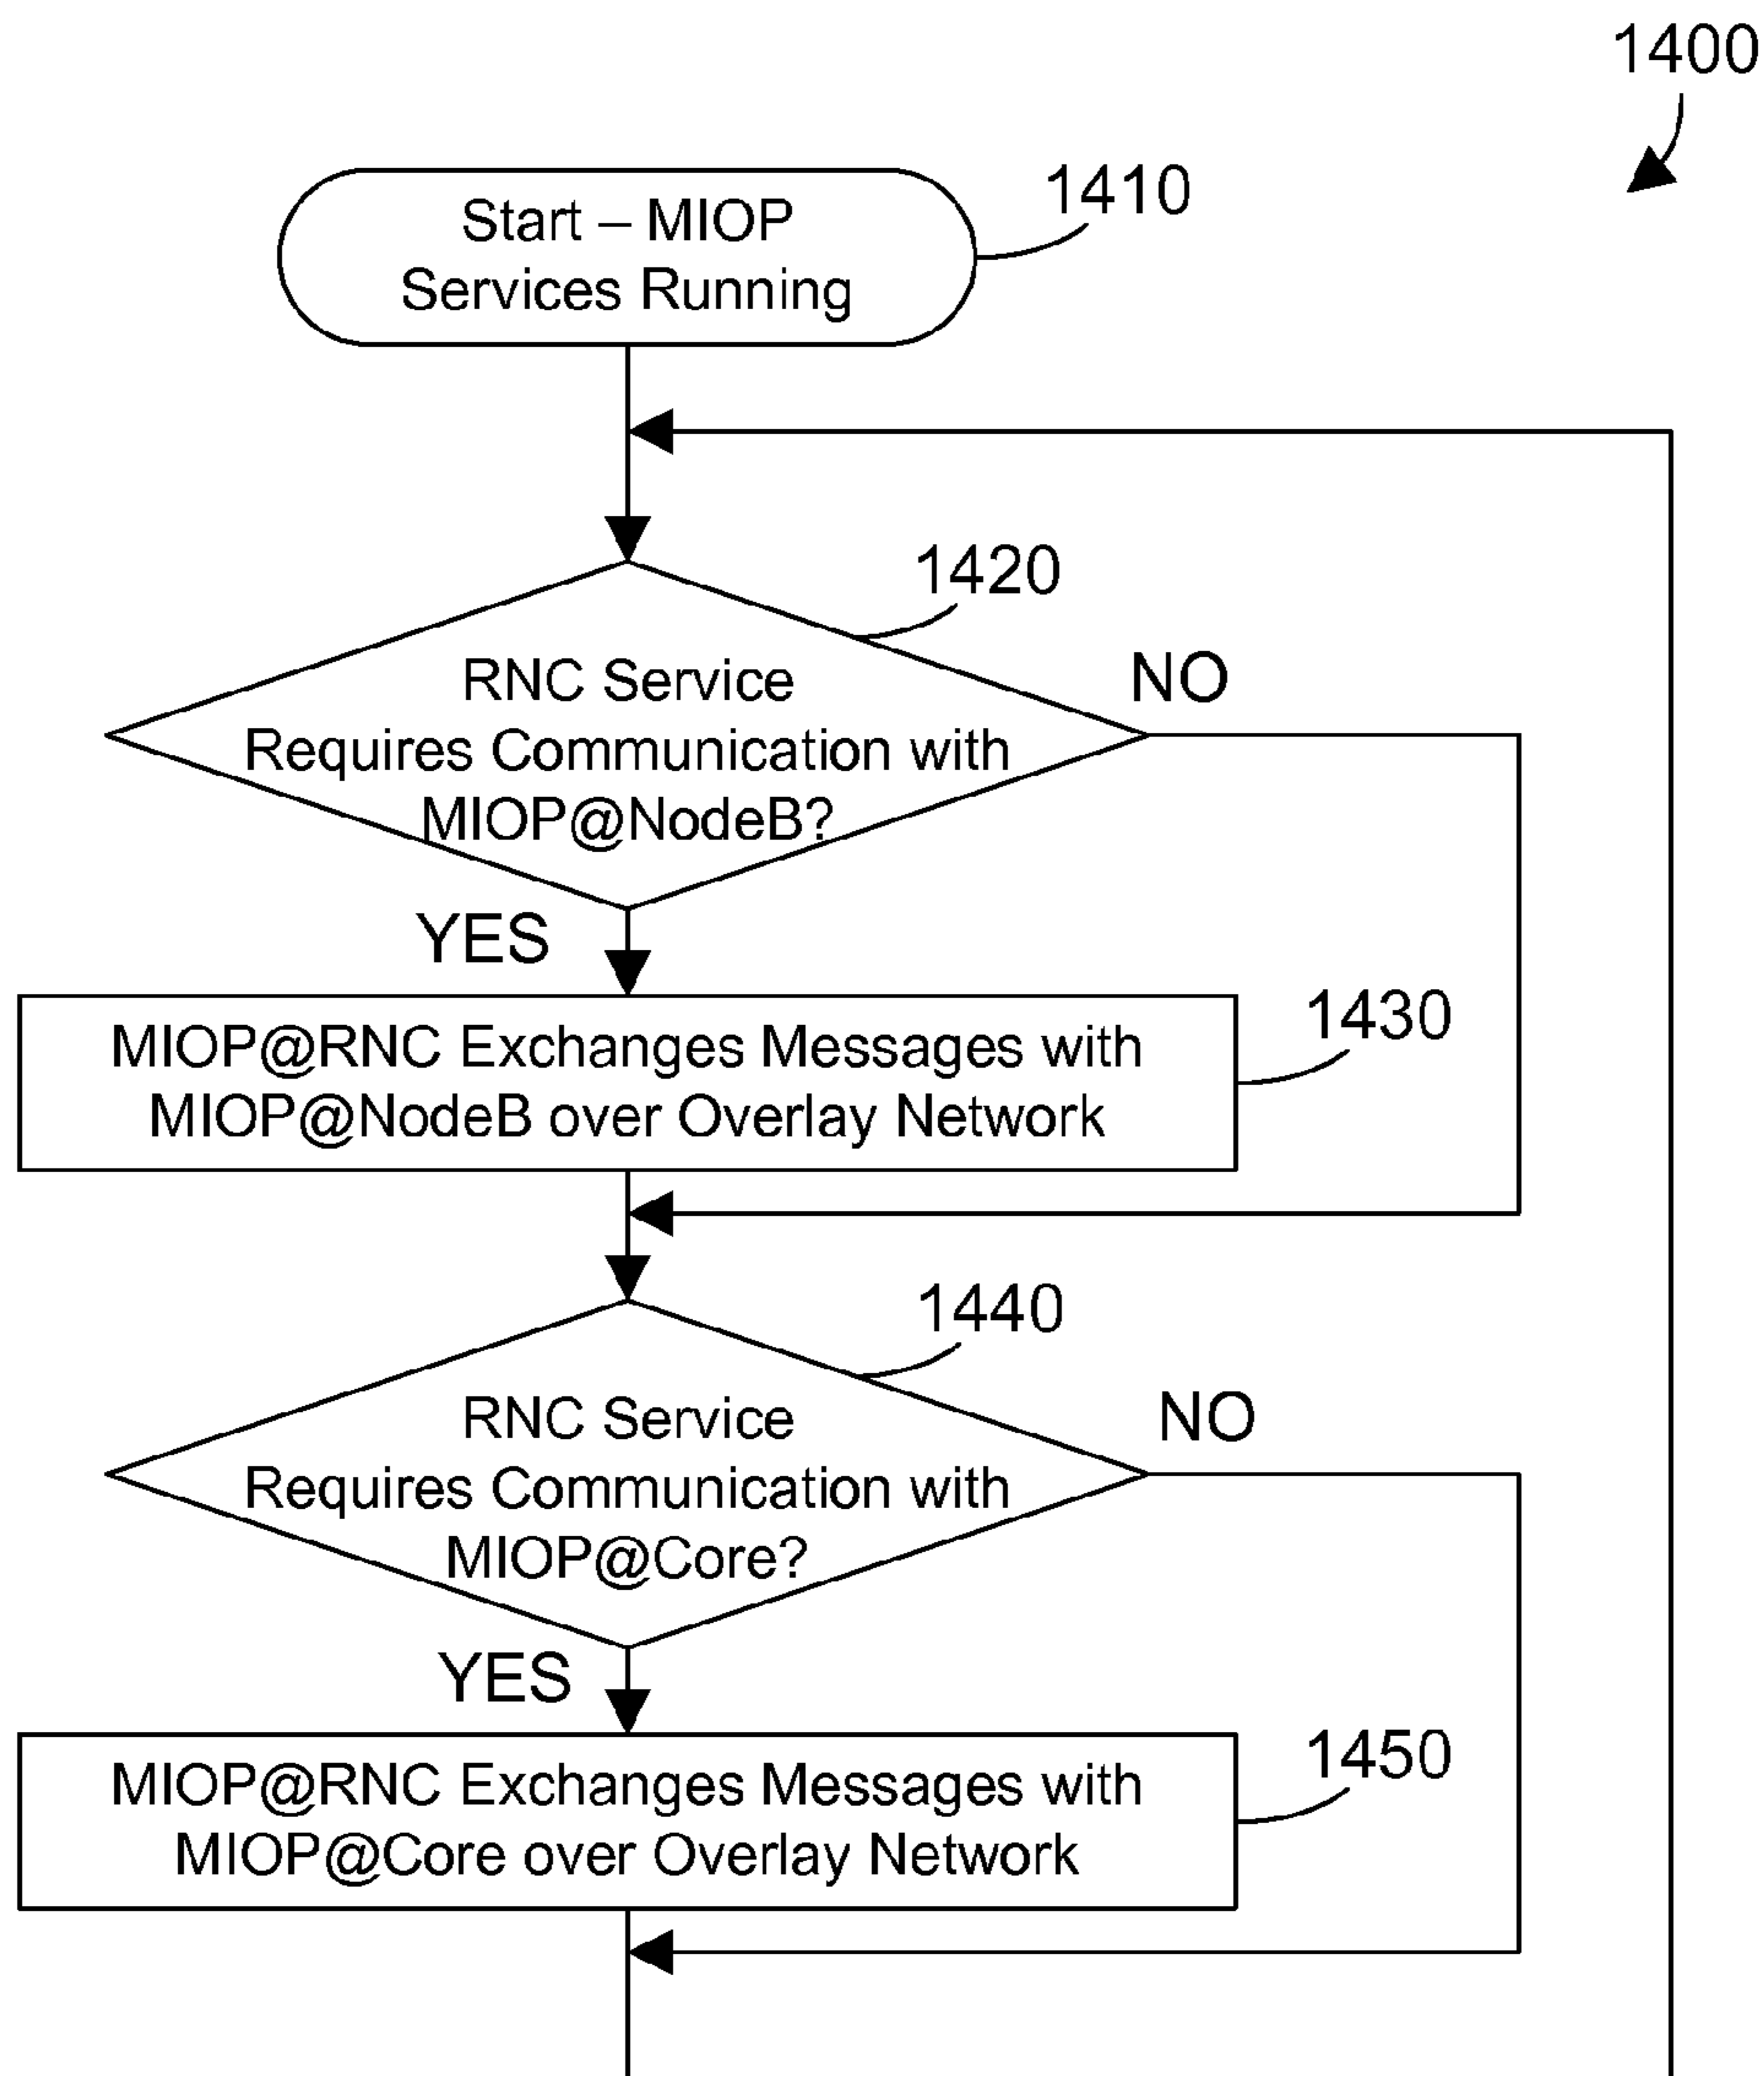 1400
Start – MIOP
Services Running
1410
1420
RNC Service
Requires Communication with
MIOP@NodeB?
NO
YES
MIOP@RNC Exchanges Messages with
MIOP@NodeB over Overlay Network
1430
1440
RNC Service
Requires Communication with
MIOP@Core?
NO
YES
MIOP@RNC Exchanges Messages with
MIOP@Core over Overlay Network
1450